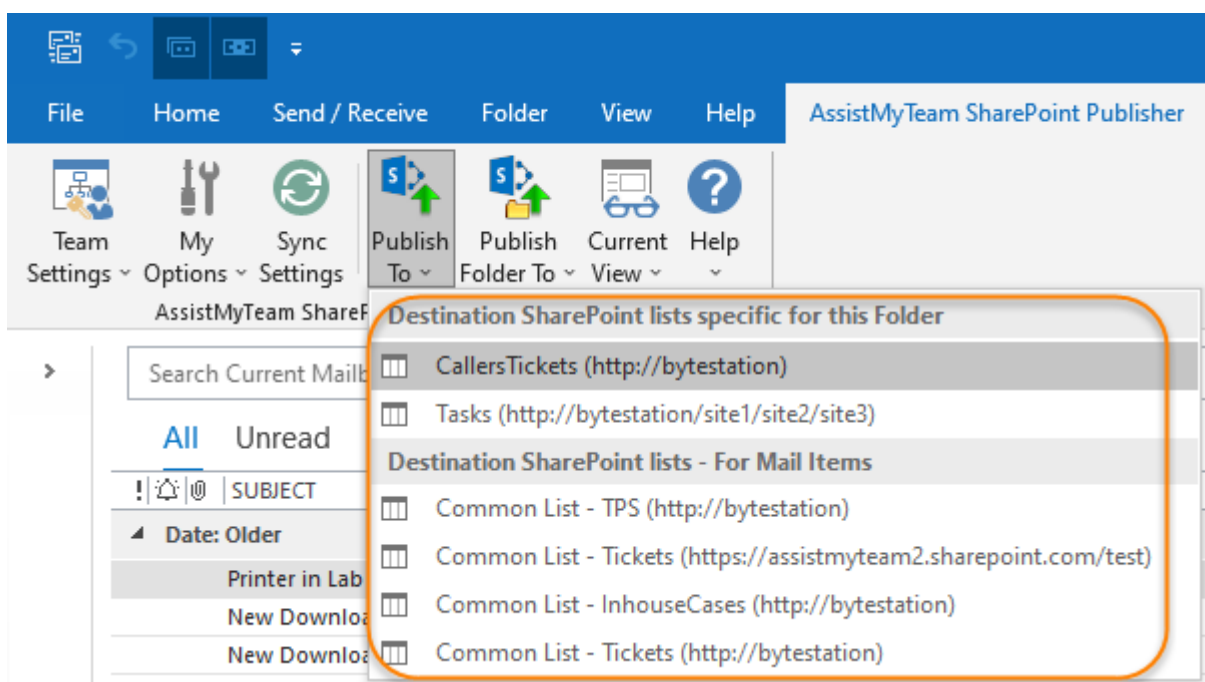 File Home Send / Receive Folder View Help AssistMyTeam SharePoint Publisher
S S ?
Team My Sync Publish Publish Current Help
Settings Options Settings To Folder To View
AssistMyTeam ShareP
Destination SharePoint lists specific for this Folder
CallersTickets (http://bytestation)
Search Current Mailb
Tasks (http://bytestation/site1/site2/site3)
All Unread
Destination SharePoint lists - For Mail Items
! SUBJECT
Common List - TPS (http://bytestation)
Date: Older
Common List - Tickets (https://assistmyteam2.sharepoint.com/test)
Printer in Lab
Common List - InhouseCases (http://bytestation)
New Downloa
Common List - Tickets (http://bytestation)
New Downloa